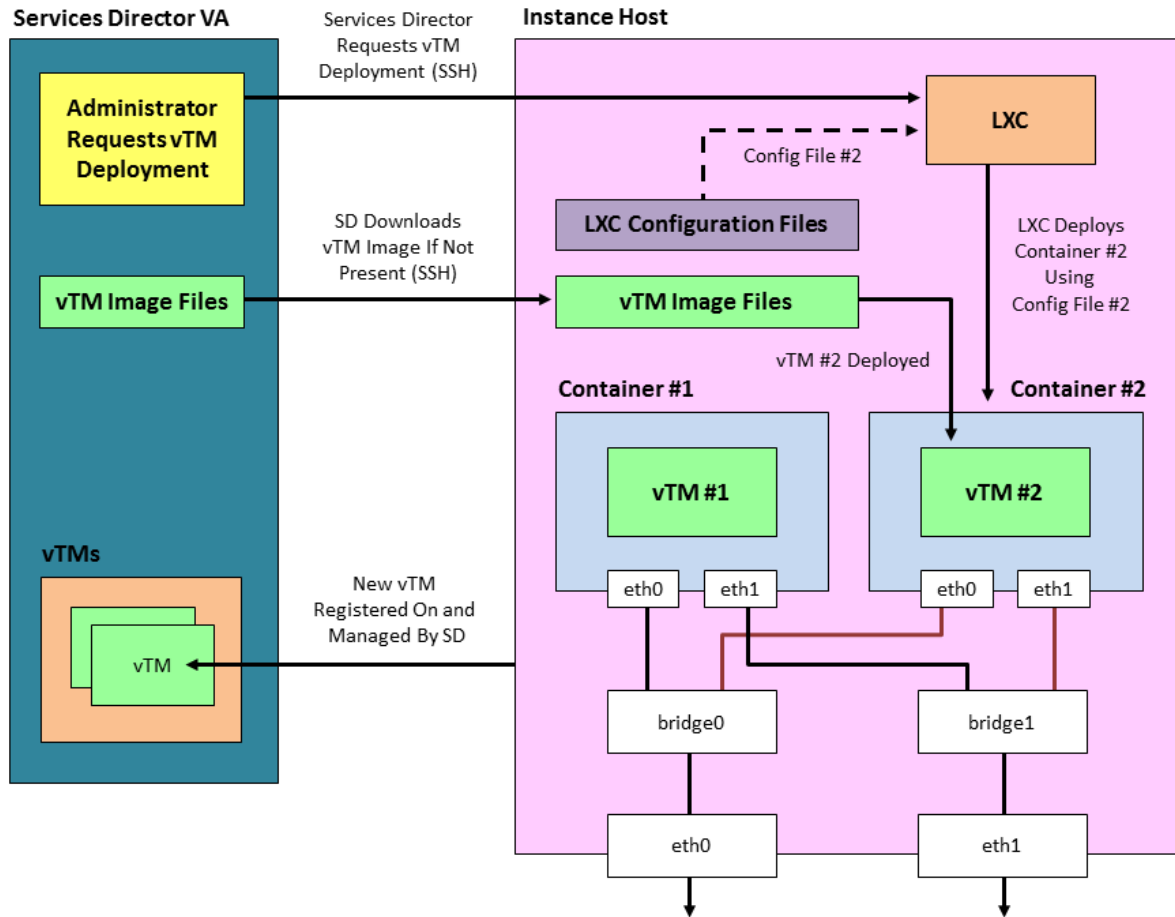 Services Director VA
Services Director
Requests vTM
Deployment (SSH)
Instance Host
Administrator
Requests vTM
Deployment
LXC
Config File #2
LXC Configuration Files
SD Downloads
vTM Image If Not
Present (SSH)
LXC Deploys
Container #2
Using
Config File #2
vTM Image Files
vTM Image Files
vTM #2 Deployed
Container #1
Container #2
vTM #1
vTM #2
vTMs
eth0
eth1
eth0
eth1
New vTM
Registered On and
Managed By SD
vTM
bridge0
bridge1
eth0
eth1